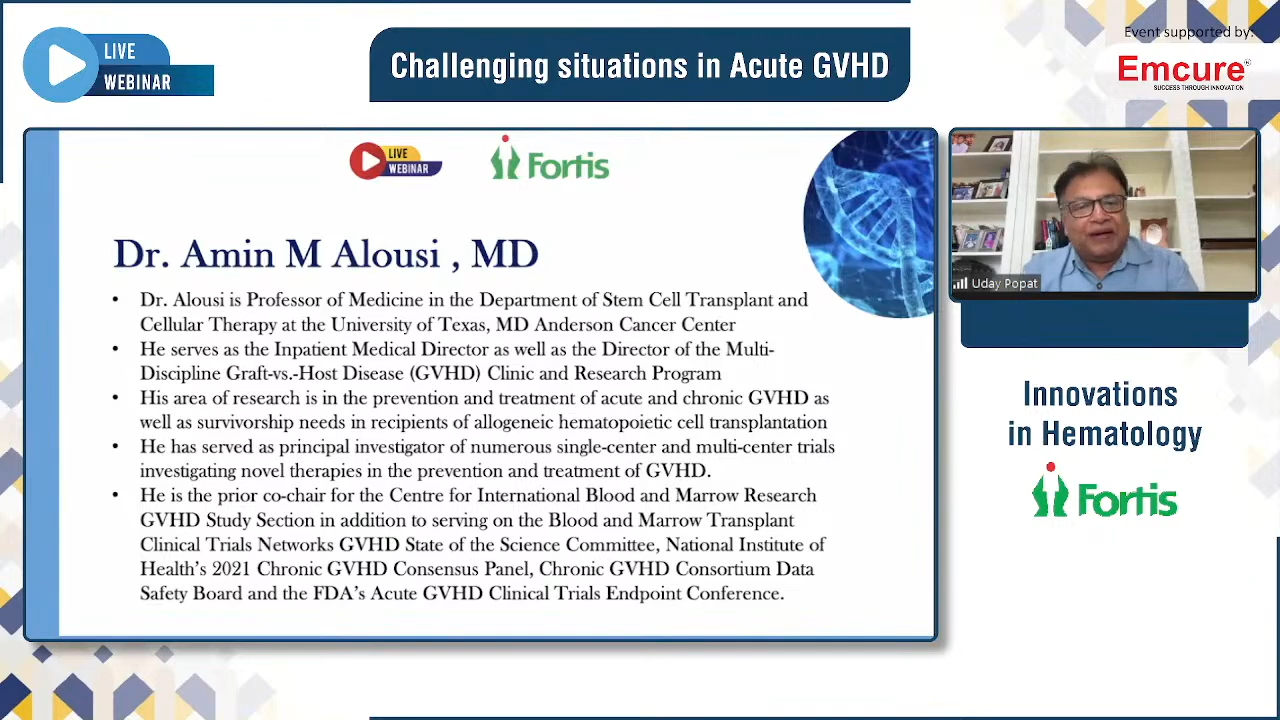 LIVE
WEBINAR
Challenging situations in Acute GVHD
Event supported by:
Emcure®
SUCCESS THROUGH INNOVATION
LIVE
WEBINAR
Fortis
Dr. Amin M Alousi , MD
• Dr. Alousi is Professor of Medicine in the Department of Stem Cell Transplant and
Cellular Therapy at the University of Texas, MD Anderson Cancer Center
• He serves as the Inpatient Medical Director as well as the Director of the Multi-
Discipline Graft-vs.-Host Disease (GVHD) Clinic and Research Program
• His area of research is in the prevention and treatment of acute and chronic GVHD as
well as survivorship needs in recipients of allogeneic hematopoietic cell transplantation
• He has served as principal investigator of numerous single-center and multi-center trials
investigating novel therapies in the prevention and treatment of GVHD.
• He is the prior co-chair for the Centre for International Blood and Marrow Research
GVHD Study Section in addition to serving on the Blood and Marrow Transplant
Clinical Trials Networks GVHD State of the Science Committee, National Institute of
Health's 2021 Chronic GVHD Consensus Panel, Chronic GVHD Consortium Data
Safety Board and the FDA's Acute GVHD Clinical Trials Endpoint Conference.
Uday Popat
Innovations
in Hematology
Fortis